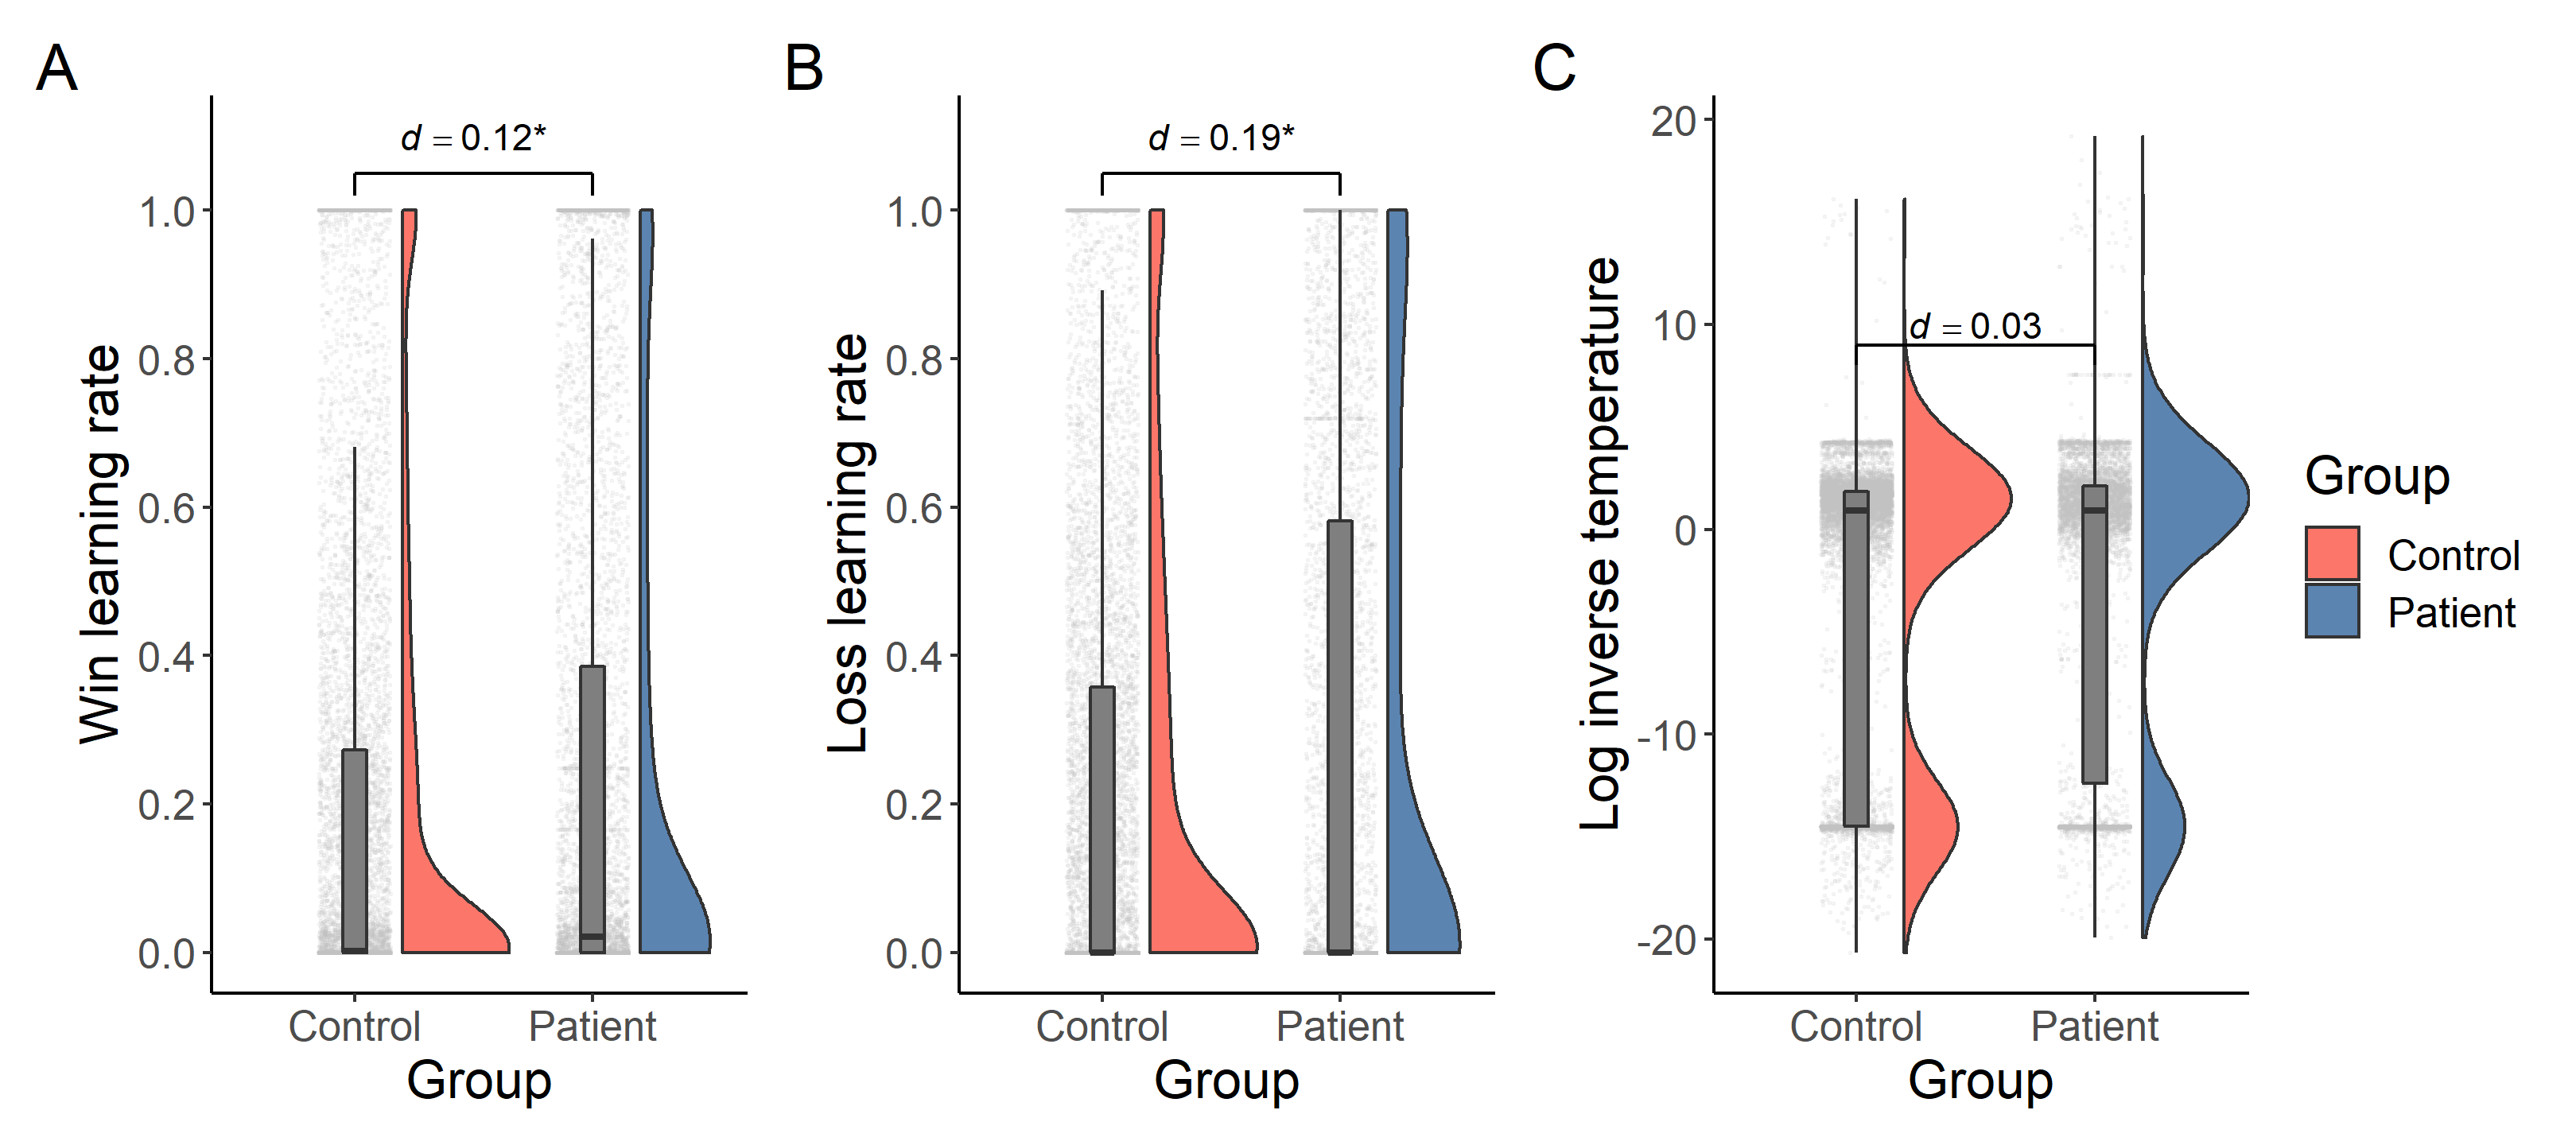 A
B
C
d = 0.12*
d = 0.19*
d = 0.03
Win learning rate
1.0
0.8
0.6
0.4
0.2
0.0
Control
Patient
Group
Loss learning rate
1.0
0.8
0.6
0.4
0.2
0.0
Control
Patient
Group
Log inverse temperature
20
10
0
-10
-20
Control
Patient
Group
Group
Control
Patient